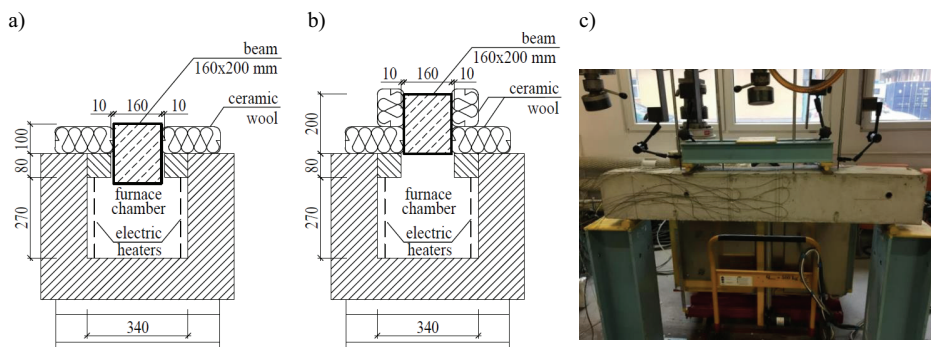 a)
beam
160x200 mm
10 160 10
ceramic
wool
100
80
270
furnace
chamber
electric
heaters
340
b)
beam
160x200 mm
10 160 10
ceramic
wool
200
80
270
furnace
chamber
electric
heaters
340
c)